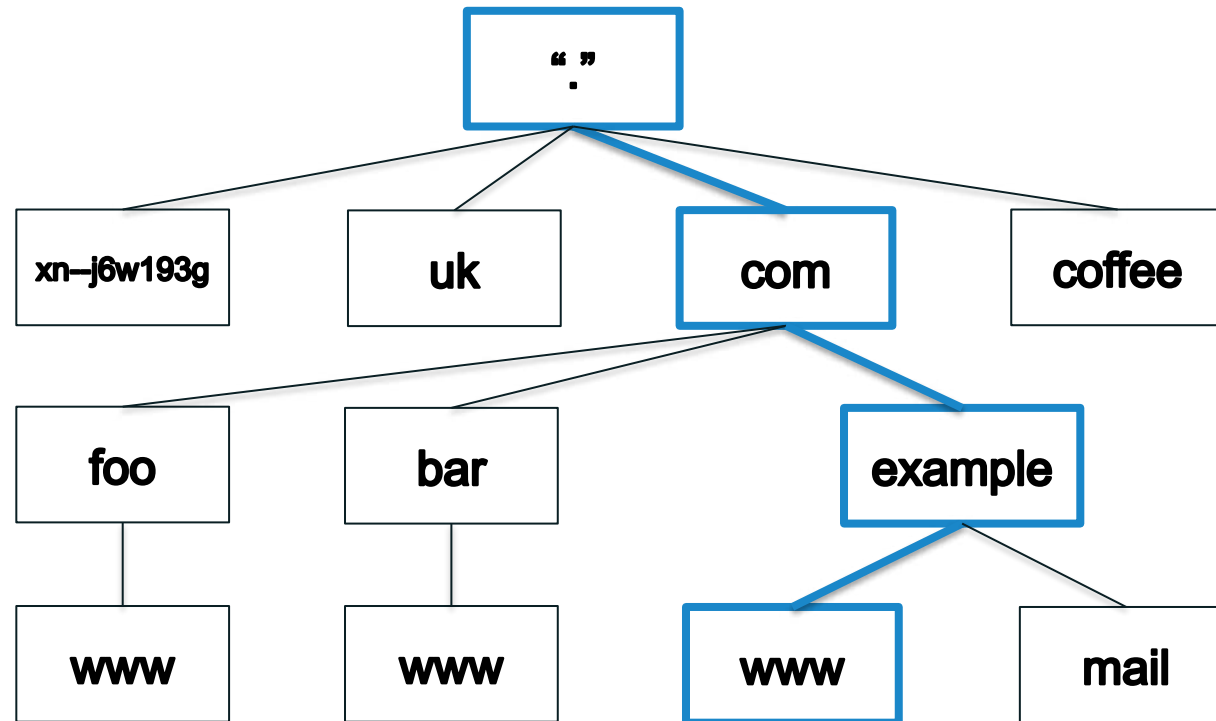 “.”
xn--j6w193g
uk
com
coffee
foo
bar
example
www
www
www
mail